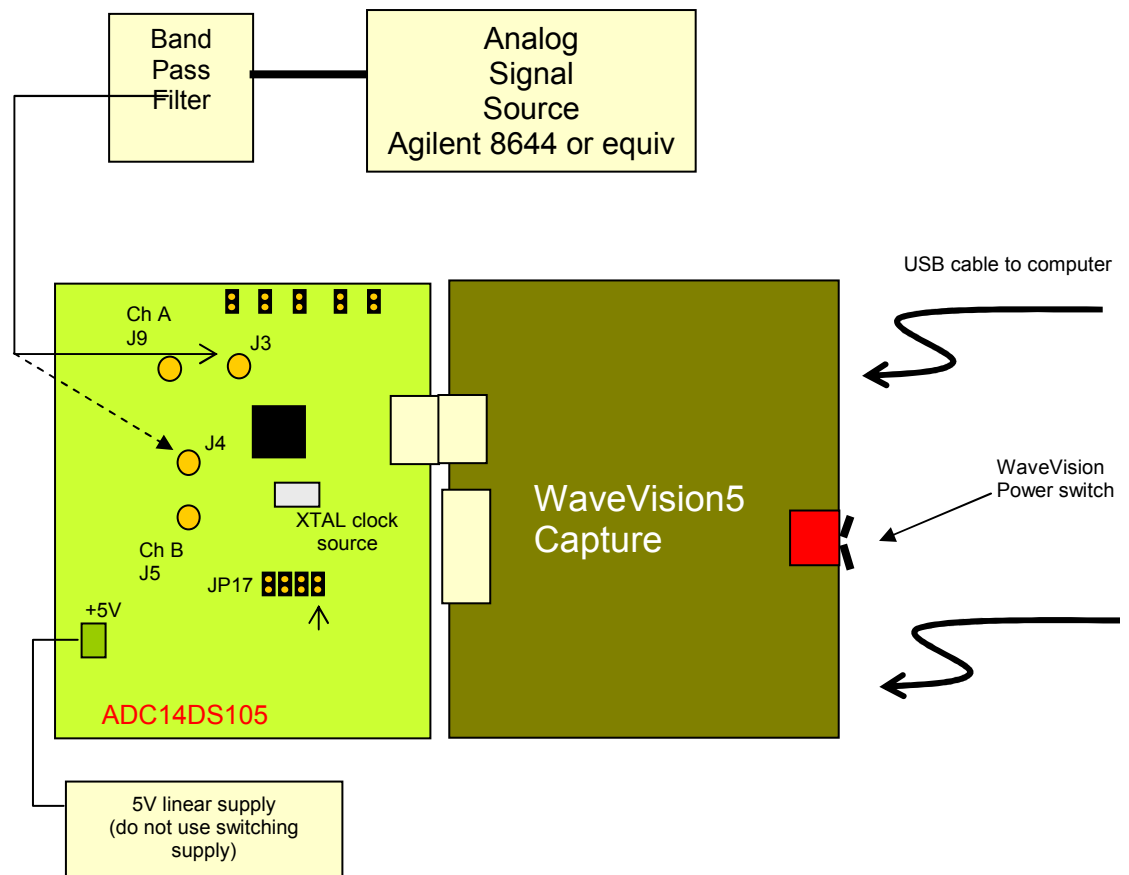 Band
Pass
Filter
Analog
Signal
Source
Agilent 8644 or equiv
USB cable to computer
Ch A
J9
J3
J4
WaveVision
Power switch
WaveVision5
Capture
XTAL clock
source
Ch B
J5
JP17
+5V
ADC14DS105
5V linear supply
(do not use switching
supply)